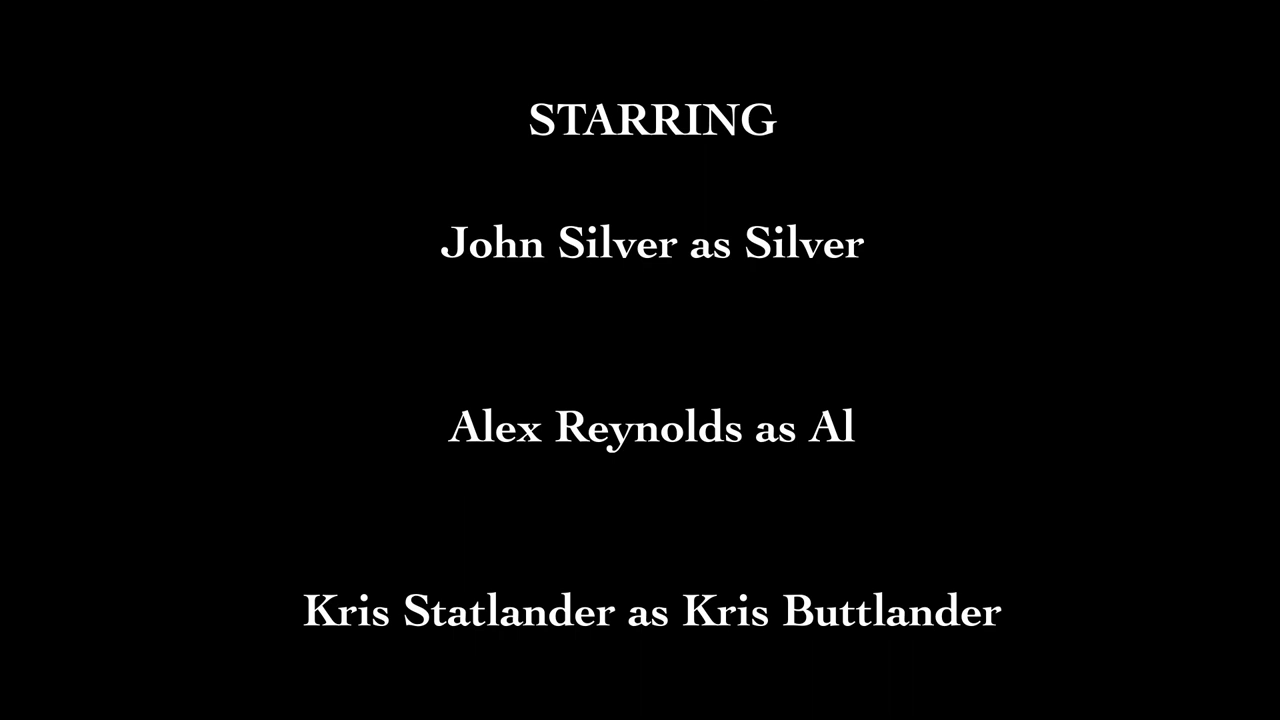 STARRING
John Silver as Silver
Alex Reynolds as Al
Kris Statlander as Kris Buttlander